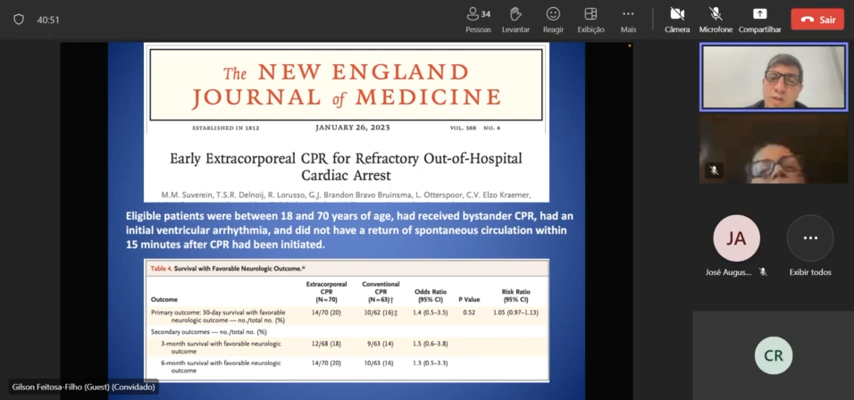 40:51
34
Pessoas
Levantar
Reagir
Exibição
Mais
Câmera
Microfone
Compartilhar
Sair
The NEW ENGLAND
JOURNAL of MEDICINE
ESTABLISHED IN 1812 JANUARY 26, 2023 VOL. 388 NO. 4
Early Extracorporeal CPR for Refractory Out-of-Hospital
Cardiac Arrest
M.M. Suverein, T.S.R. Delnoij, R. Lorusso, G.J. Brandon Bravo Bruinsma, L. Otterspoor, C.V. Elzo Kraemer,
Eligible patients were between 18 and 70 years of age, had received bystander CPR, had an
initial ventricular arrhythmia, and did not have a return of spontaneous circulation within
15 minutes after CPR had been initiated.
Table 4. Survival with Favorable Neurologic Outcome.*
Outcome Extracorporeal CPR (N=70) Conventional CPR (N=63)†† Odds Ratio (95% CI) P Value Risk Ratio (95% CI)
Primary outcome: 30-day survival with favorable
neurologic outcome — no./total no. (%) 14/70 (20) 10/62 (16)‡ 1.4 (0.5–3.5) 0.52 1.05 (0.97–1.13)
Secondary outcomes — no./total no. (%)
3-month survival with favorable neurologic
outcome 12/68 (18) 9/63 (14) 1.5 (0.6–3.8)
6-month survival with favorable neurologic
outcome 14/70 (20) 10/63 (16) 1.3 (0.5–3.3)
JA
José Augus...
Exibir todos
CR
Gilson Feitosa-Filho (Guest) (Convidado)